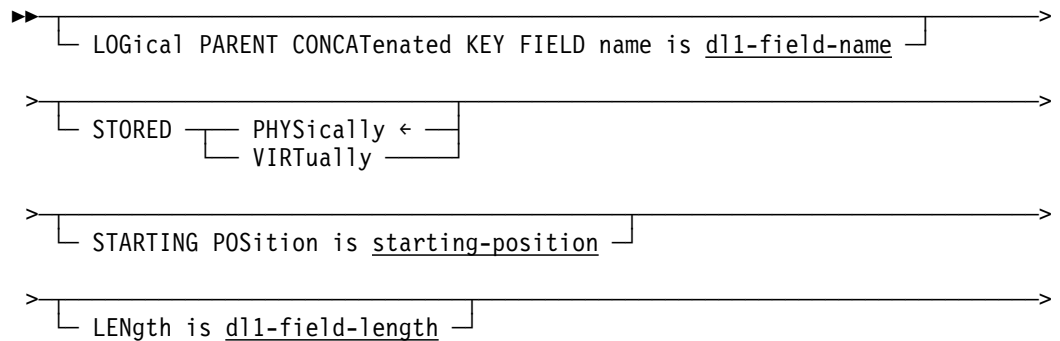 LOGical PARENT CONCATenated KEY FIELD name is dl1-field-name
STORED PHYSically ←
VIRTually
STARTING POSition is starting-position
LENgth is dl1-field-length